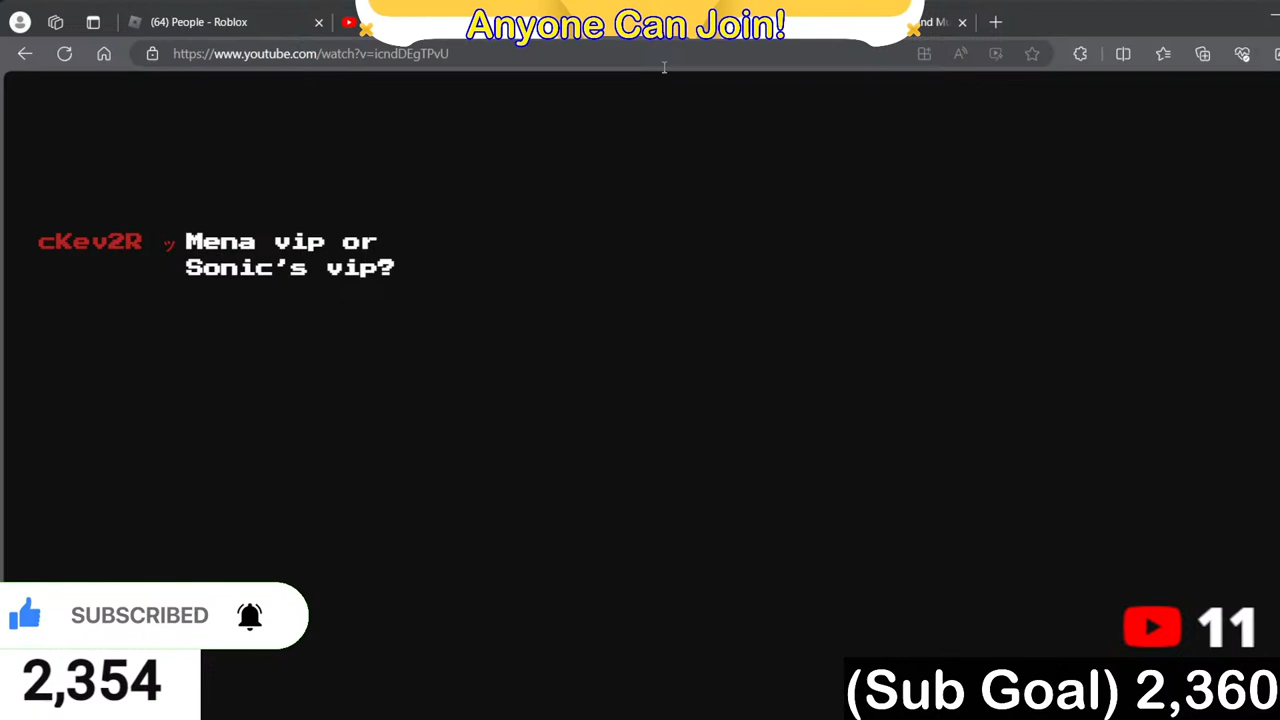 (64) People - Roblox
Anyone Can Join!
https://www.youtube.com/watch?v=icndDEgTPvU
cKev2R ッ Mena vip or
Sonic's vip?
SUBSCRIBED
2,354
11
(Sub Goal) 2,360